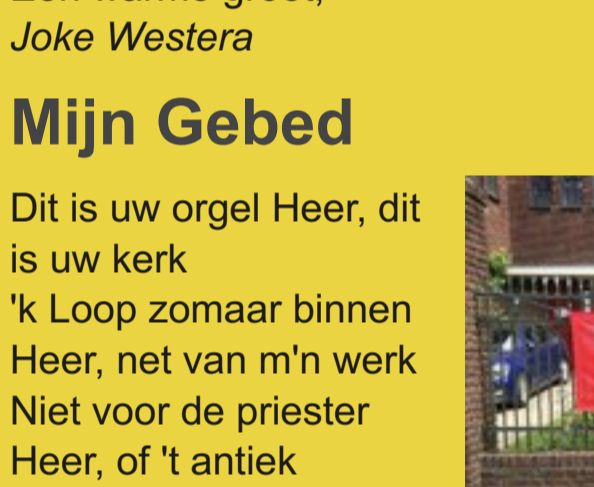 Joke Westera
Mijn Gebed
Dit is uw orgel Heer, dit
is uw kerk
'k Loop zomaar binnen
Heer, net van m'n werk
Niet voor de priester
Heer, of 't antiek